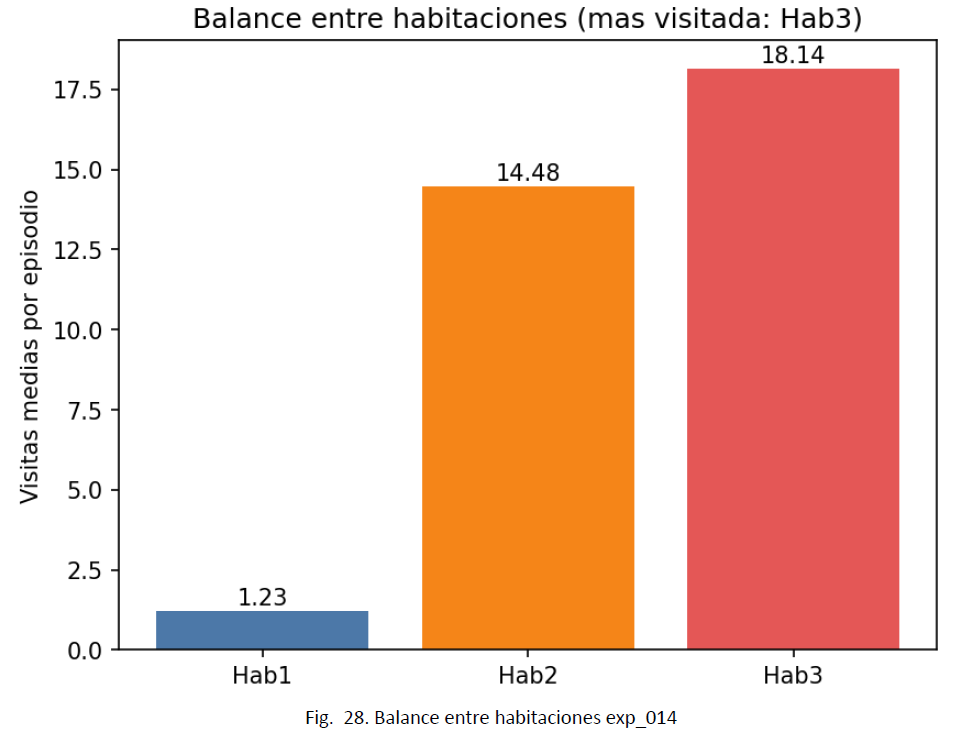 Balance entre habitaciones (mas visitada: Hab3)
Visitas medias por episodio
17.5
15.0
12.5
10.0
7.5
5.0
2.5
0.0
1.23
14.48
18.14
Hab1
Hab2
Hab3
Fig. 28. Balance entre habitaciones exp_014